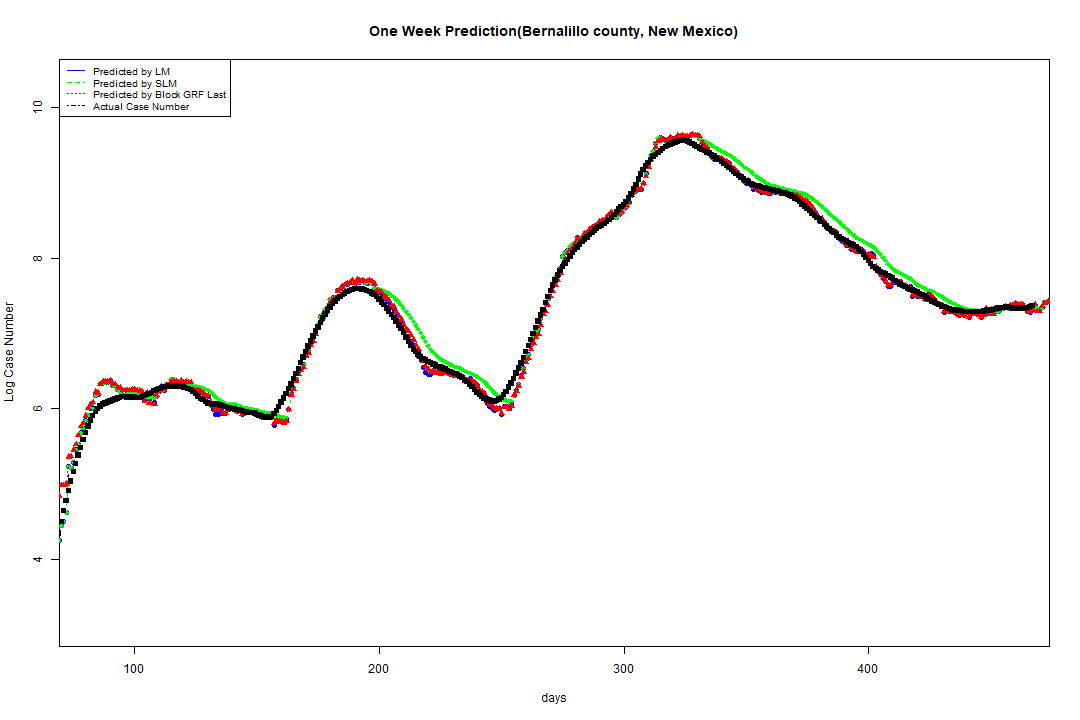 One Week Prediction(Bernalillo county, New Mexico)
Predicted by LM
Predicted by SLM
Predicted by Block GRF Last
Actual Case Number
10
8
6
4
Log Case Number
100 200 300 400
days